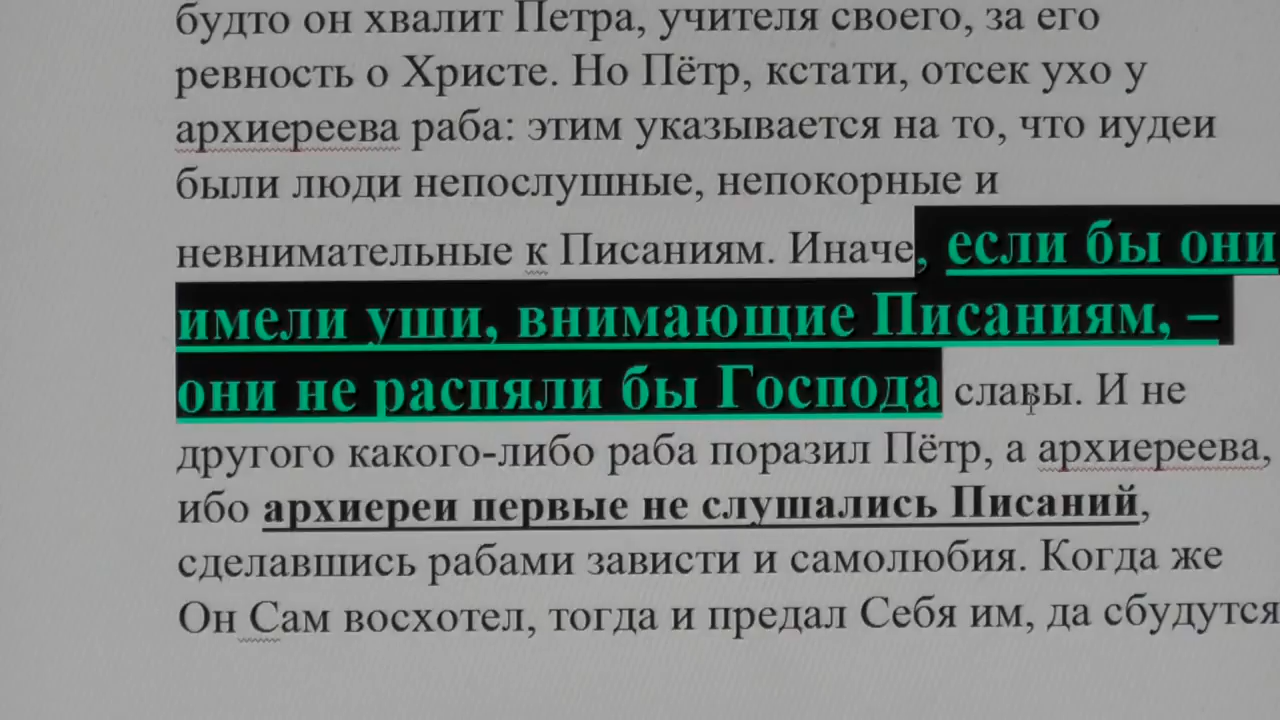 будто он хвалит Петра, учителя своего, за его
ревность о Христе. Но Пётр, кстати, отсек ухо у
архиереева раба: этим указывается на то, что иудеи
были люди непослушные, непокорные и
невнимательные к Писаниям. Иначе, если бы они
имели уши, внимающие Писаниям, –
они не распяли бы Господа славы. И не
другого какого-либо раба поразил Пётр, а архиереева,
ибо архиереи первые не слушались Писаний,
сделавшись рабами зависти и самолюбия. Когда же
Он Сам восхотел, тогда и предал Себя им, да сбудутся